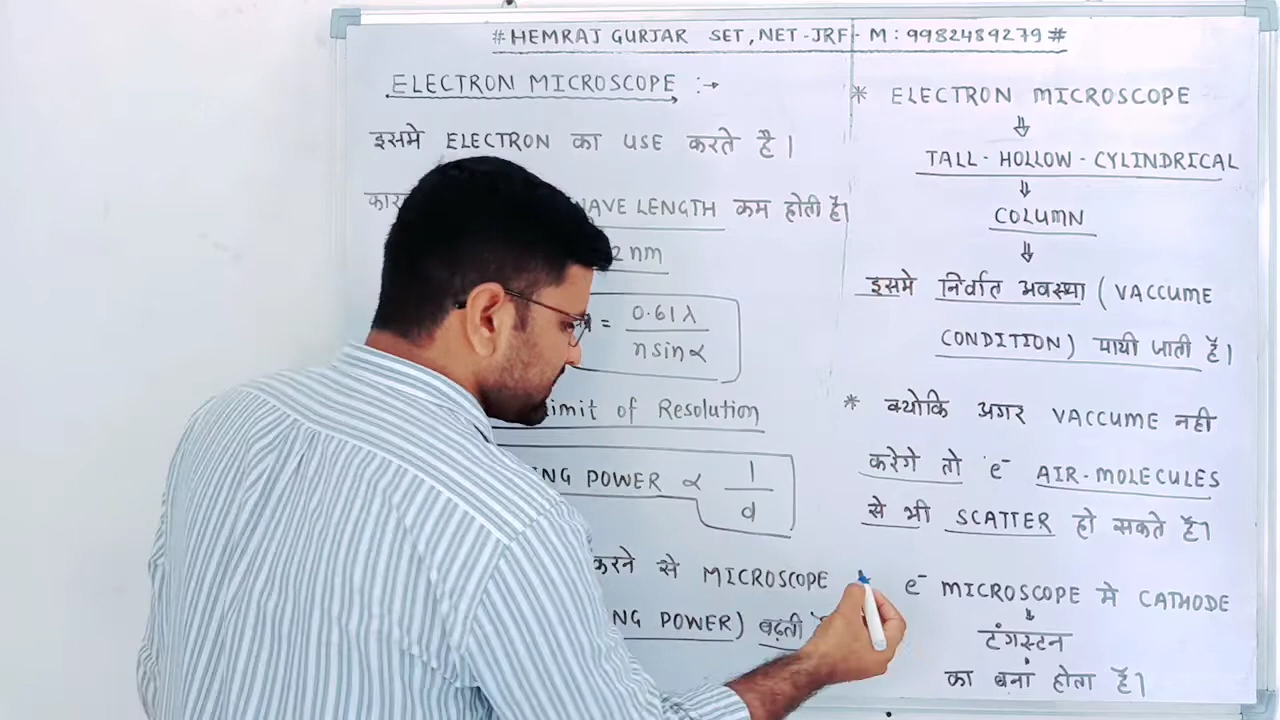 # HEMRAJ GURJAR SET, NET-JRF - M: 9982489279 #
ELECTRON MICROSCOPE :→
इसमे ELECTRON का USE करते है।
WAVE LENGTH कम होती है।
2 nm
= 0.61λ / n sin α
Limit of Resolution
ING POWER ∝ 1 / d
करने से MICROSCOPE
NG POWER) बढ़ती
* ELECTRON MICROSCOPE
⇓
TALL-HOLLOW-CYLINDRICAL
⇓
COLUMN
⇓
इसमे निर्वात अवस्था (VACCUME
CONDITION) पायी जाती है।
* क्योकि अगर VACCUME नही
करेगे तो e⁻ AIR-MOLECULES
से भी SCATTER हो सकते है।
e⁻ MICROSCOPE मे CATHODE
↓
टंगस्टन
का बना होता है।